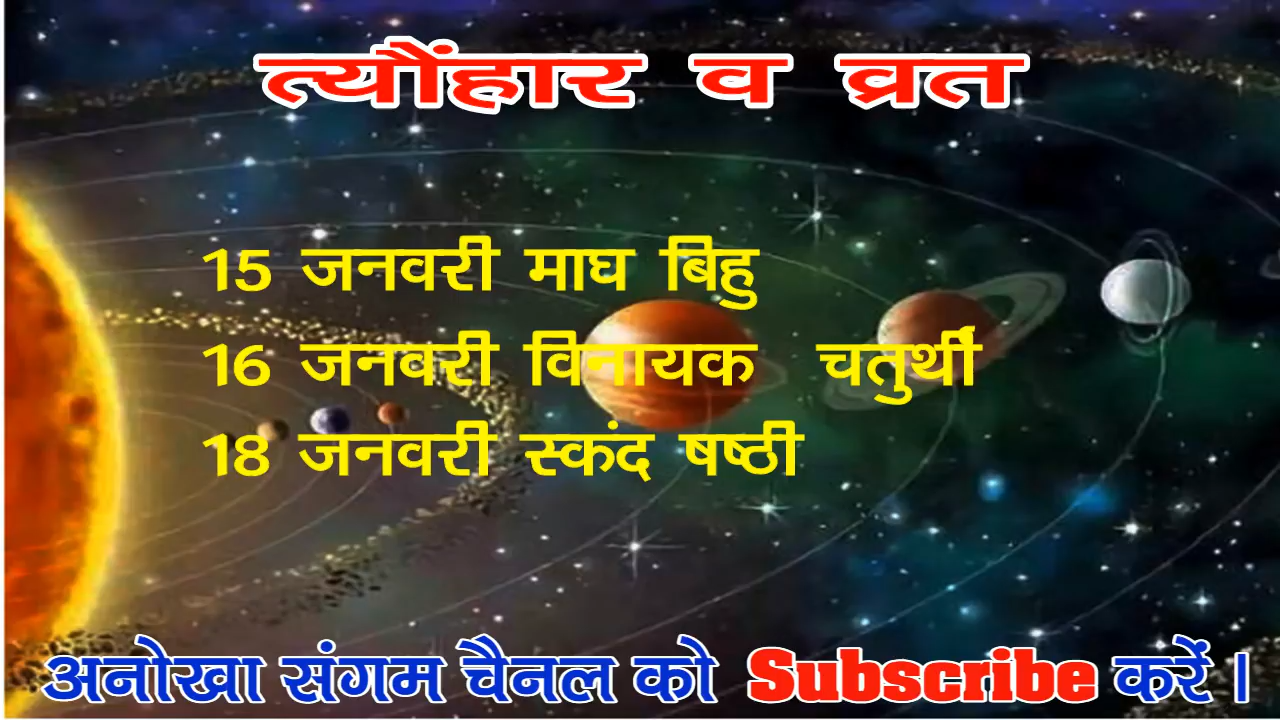 त्यौंहार व व्रत
15 जनवरी माघ बिहु
16 जनवरी विनायक चतुर्थी
18 जनवरी स्कंद षष्ठी
अनोखा संगम चैनल को Subscribe करें ।